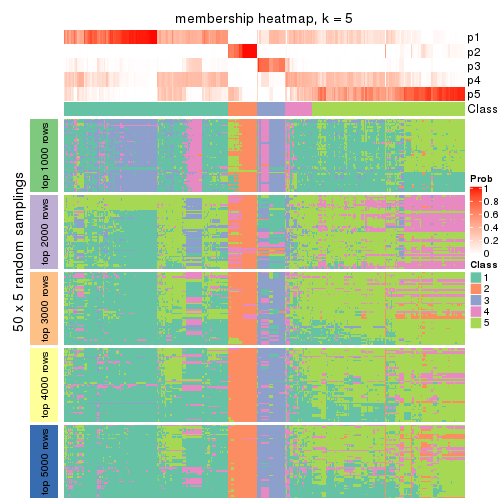 membership heatmap, k = 5
p1
p2
p3
p4
p5
Class
50 x 5 random samplings
top 1000 rows
top 2000 rows
top 3000 rows
top 4000 rows
top 5000 rows
Prob
1
0.8
0.6
0.4
0.2
0
Class
1
2
3
4
5